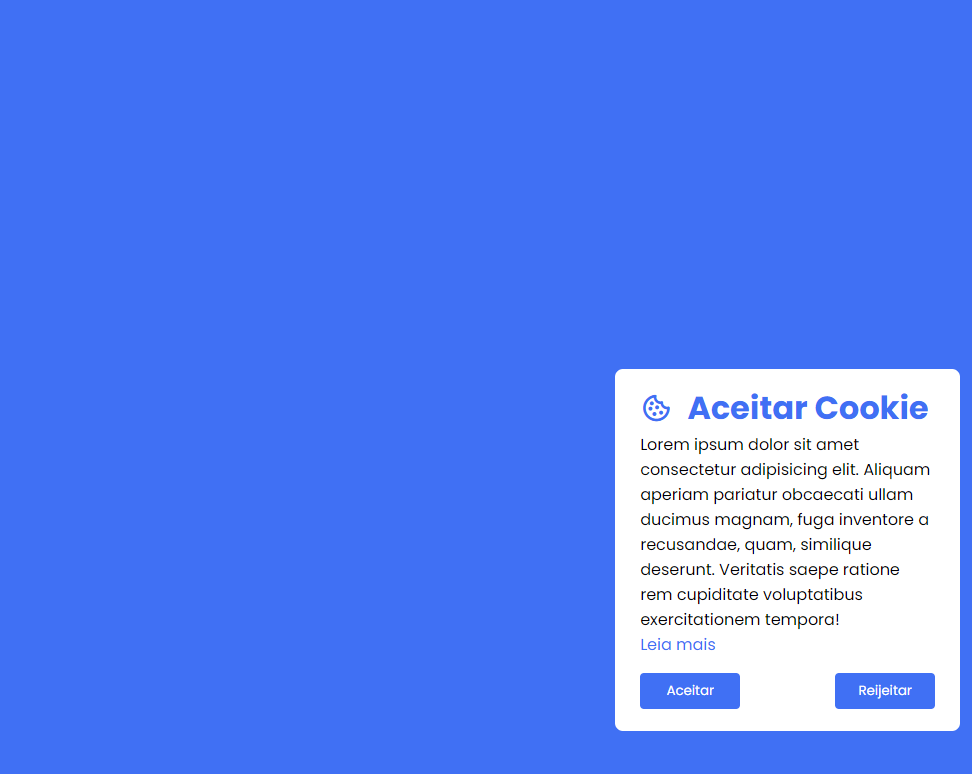 Aceitar Cookie
Lorem ipsum dolor sit amet
consectetur adipisicing elit. Aliquam
aperiam pariatur obcaecati ullam
ducimus magnam, fuga inventore a
recusandae, quam, similique
deserunt. Veritatis saepe ratione
rem cupiditate voluptatibus
exercitationem tempora!
Leia mais
Aceitar
Reijeitar